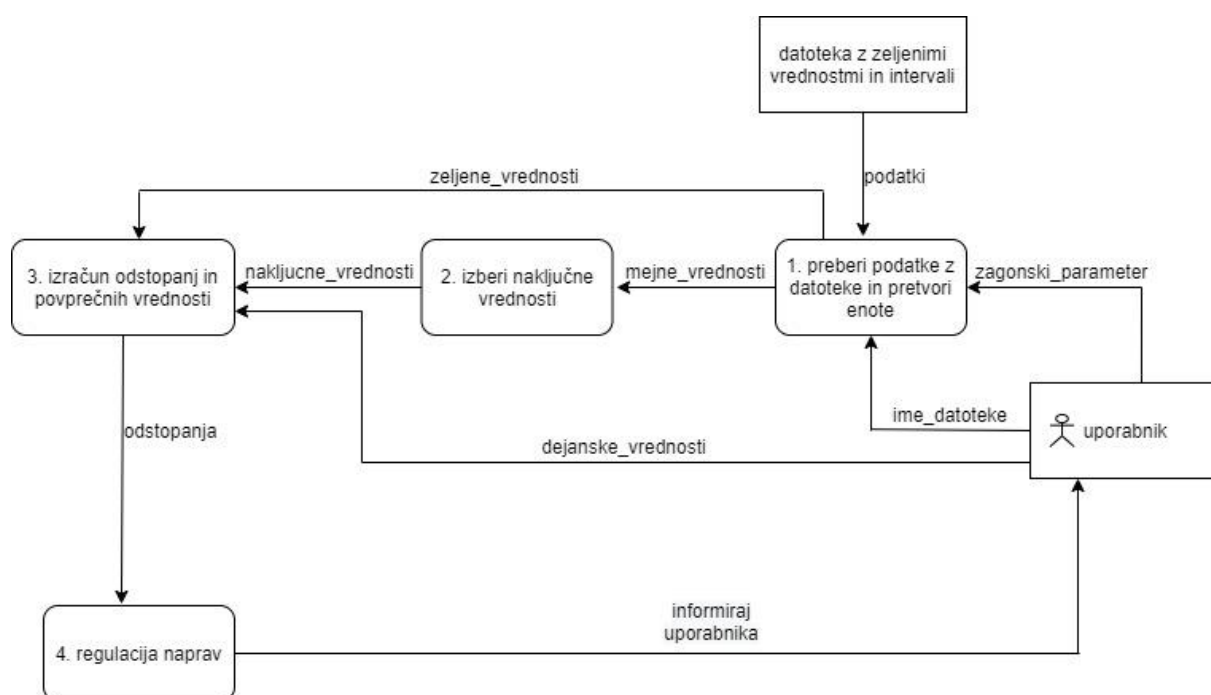 datoteka z zeljenimi
vrednostmi in intervali
zeljene_vrednosti
podatki
3. izračun odstopanj in
povprečnih vrednosti
nakljucne_vrednosti
2. izberi naključne
vrednosti
mejne_vrednosti
1. preberi podatke z
datoteke in pretvori
enote
zagonski_parameter
ime_datoteke
uporabnik
odstopanja
dejanske_vrednosti
informiraj
uporabnika
4. regulacija naprav